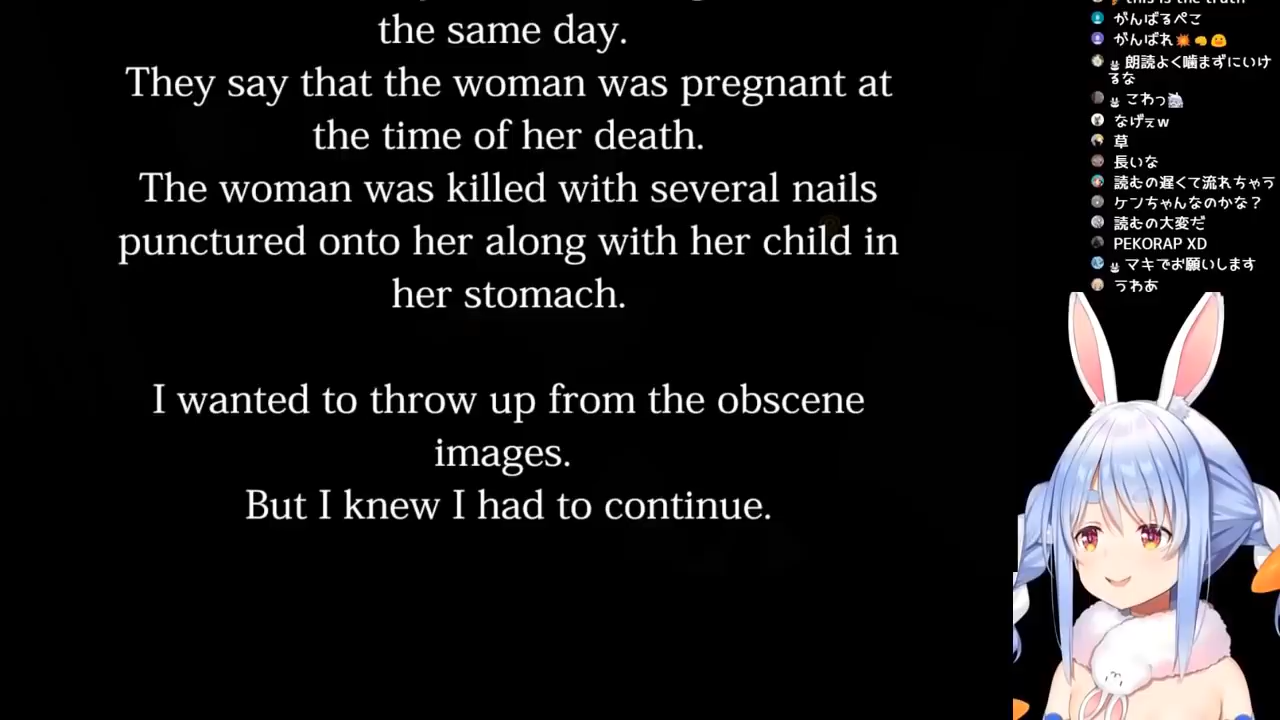 the same day.
They say that the woman was pregnant at
the time of her death.
The woman was killed with several nails
punctured onto her along with her child in
her stomach.
I wanted to throw up from the obscene
images.
But I knew I had to continue.
this is the truth
がんばるぺこ
がんばれ
朗読よく噛まずにいけ
るな
こわっ
なげぇw
草
長いな
読むの遅くて流れちゃう
ケンちゃんなのかな？
読むの大変だ
PEKORAP XD
マキでお願いします
うわあ